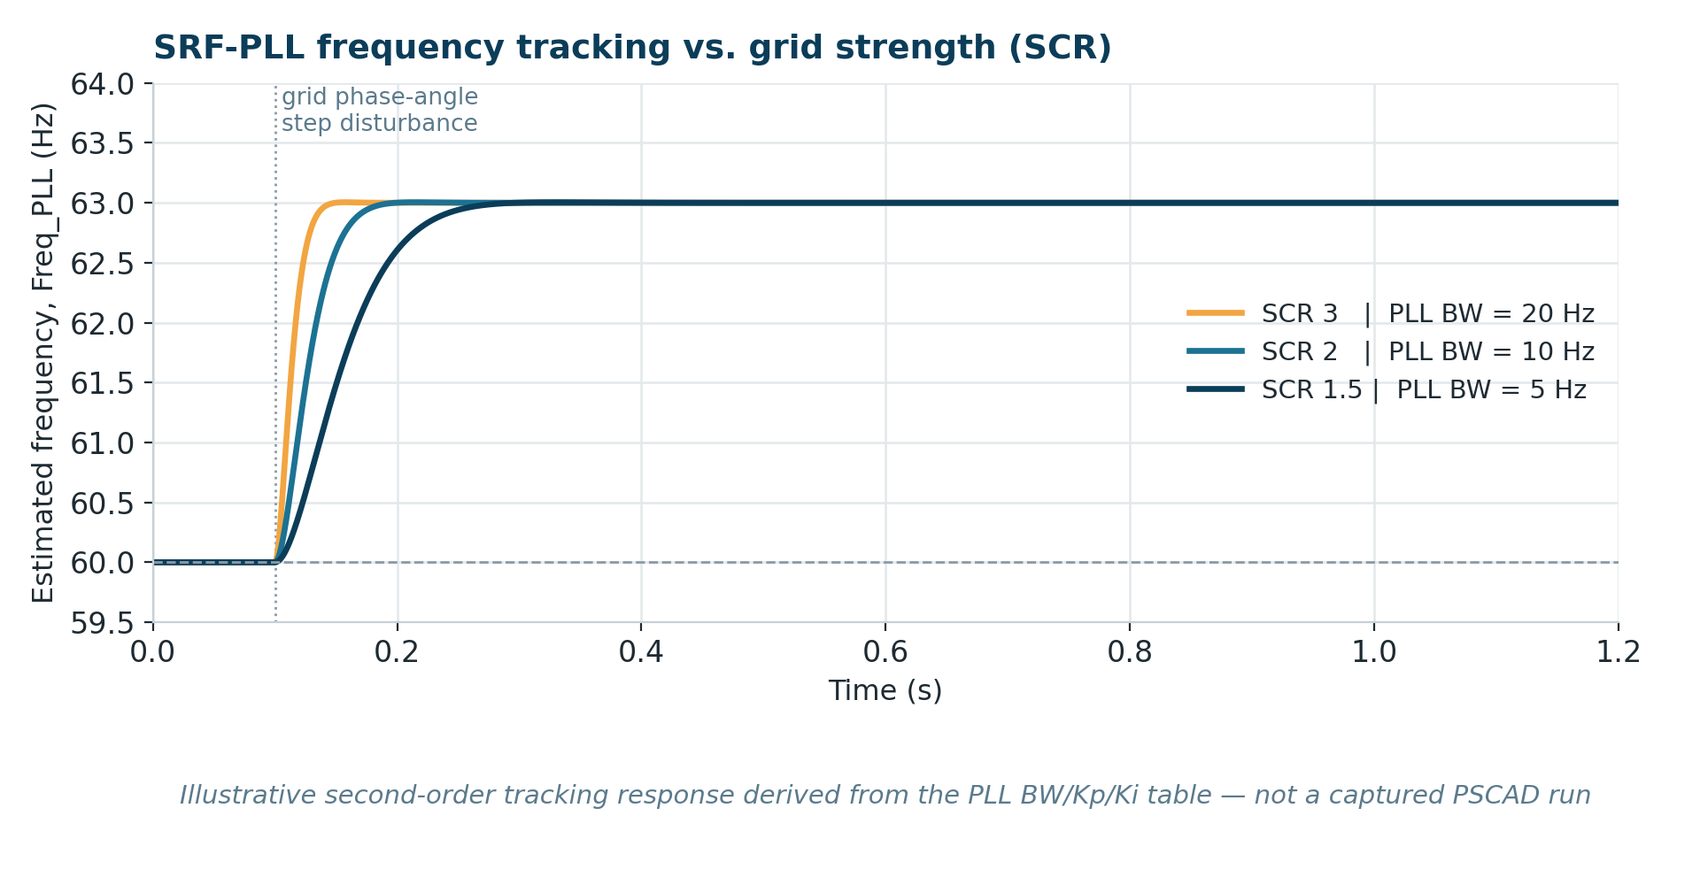 SRF-PLL frequency tracking vs. grid strength (SCR)
grid phase-angle
step disturbance
Estimated frequency, Freq_PLL (Hz)
64.0
63.5
63.0
62.5
62.0
61.5
61.0
60.5
60.0
59.5
SCR 3 | PLL BW = 20 Hz
SCR 2 | PLL BW = 10 Hz
SCR 1.5 | PLL BW = 5 Hz
0.0 0.2 0.4 0.6 0.8 1.0 1.2
Time (s)
Illustrative second-order tracking response derived from the PLL BW/Kp/Ki table — not a captured PSCAD run